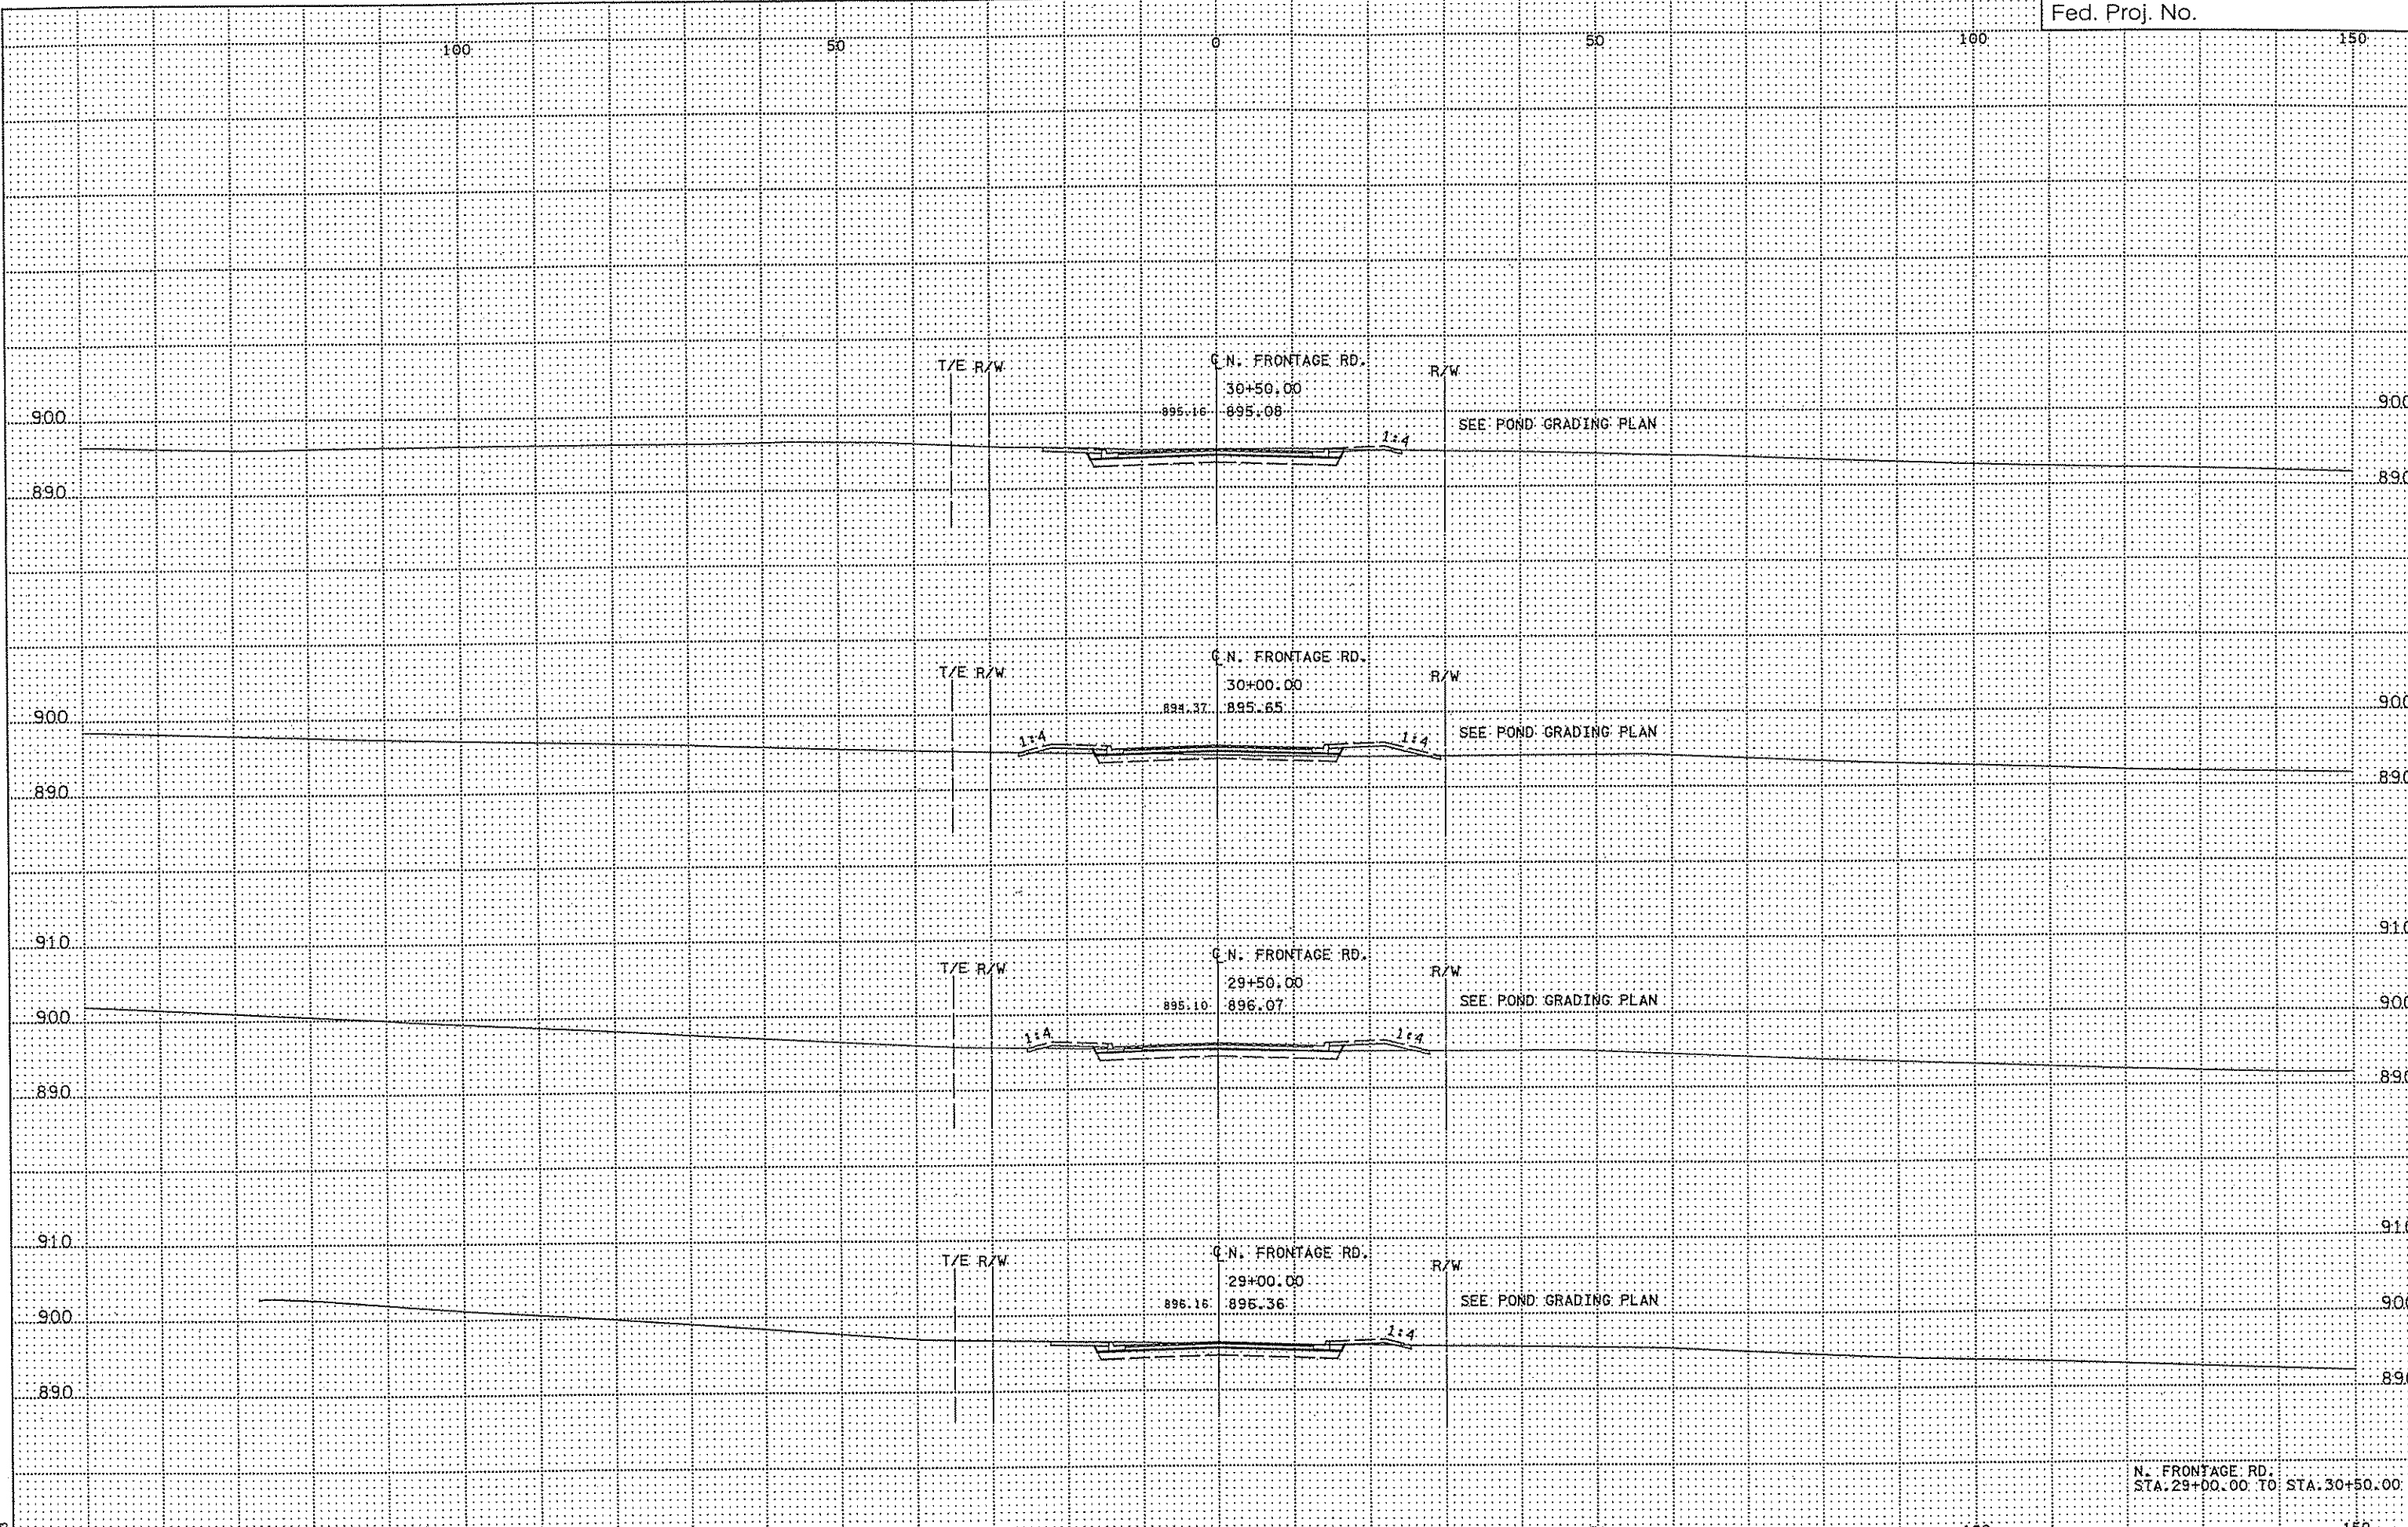 Fed. Proj. No.
100 50 0 50 100 150
T/E R/W
℄ N. FRONTAGE RD.
R/W
30+50.00
895.16 895.08
900 900
SEE POND GRADING PLAN
1:4
890 890
T/E R/W
℄ N. FRONTAGE RD.
R/W
30+00.00
894.37 895.65
900 900
SEE POND GRADING PLAN
1:4 1:4
890 890
910 910
T/E R/W
℄ N. FRONTAGE RD.
R/W
29+50.00
895.10 896.07
SEE POND GRADING PLAN
900 900
1:4 1:4
890 890
910 910
T/E R/W
℄ N. FRONTAGE RD.
R/W
29+00.00
896.16 896.36
SEE POND GRADING PLAN
900 900
1:4
890 890
N. FRONTAGE RD.
STA.29+00.00 TO STA.30+50.00